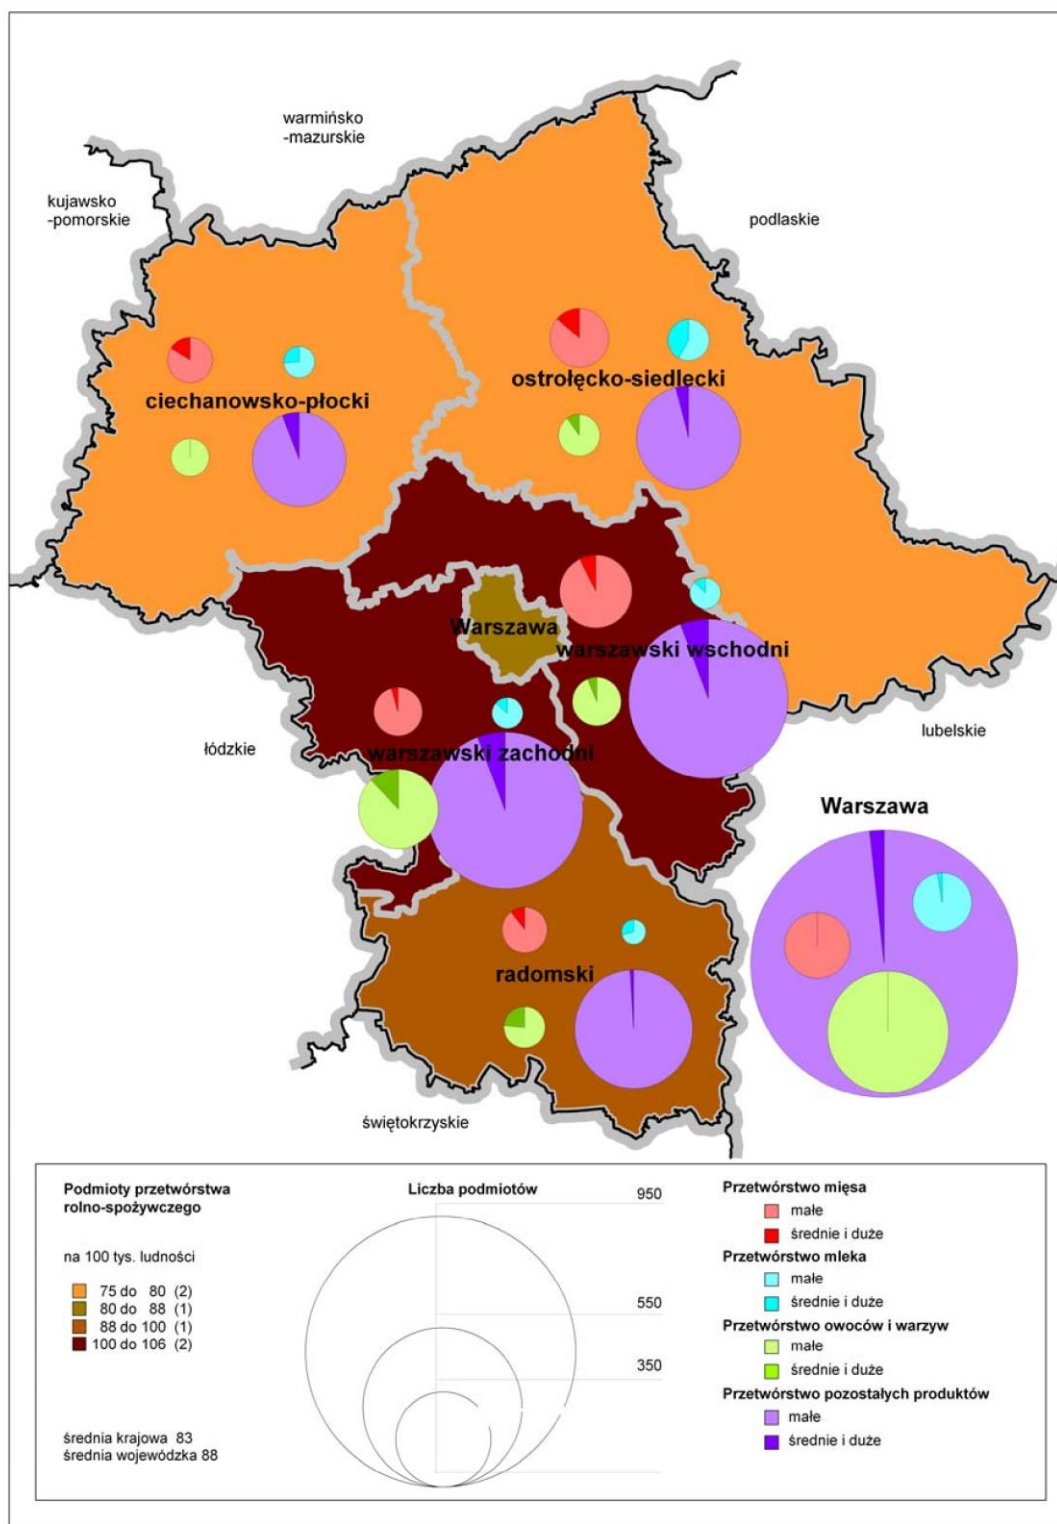 warmińsko
-mazurskie
kujawsko
-pomorskie
podlaskie
ostrołęcko-siedlecki
ciechanowsko-płocki
Warszawa
warszawski wschodni
lubelskie
łódzkie
warszawski zachodni
Warszawa
radomski
świętokrzyskie
Podmioty przetwórstwa
rolno-spożywczego
na 100 tys. ludności
75 do 80 (2)
80 do 88 (1)
88 do 100 (1)
100 do 106 (2)
średnia krajowa 83
średnia wojewódzka 88
Liczba podmiotów
950
550
350
Przetwórstwo mięsa
małe
średnie i duże
Przetwórstwo mleka
małe
średnie i duże
Przetwórstwo owoców i warzyw
małe
średnie i duże
Przetwórstwo pozostałych produktów
małe
średnie i duże